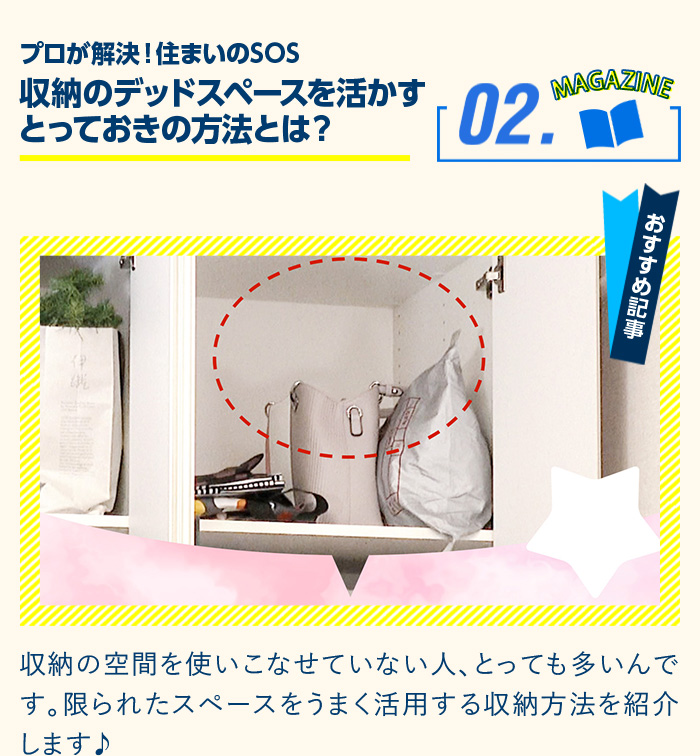 プロが解決！住まいのSOS
収納のデッドスペースを活かす
とっておきの方法とは？
02.
MAGAZINE
おすすめ記事
収納の空間を使いこなせていない人、とっても多いんで
す。限られたスペースをうまく活用する収納方法を紹介
します♪